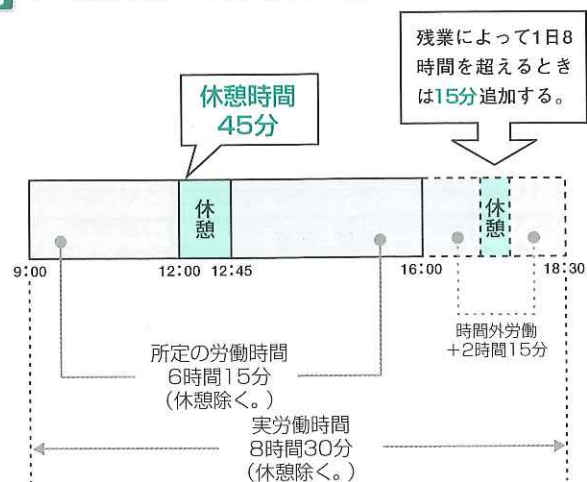 残業によって1日8
時間を超えるとき
は15分追加する。
休憩時間
45分
休憩
休憩
9:00
12:00
12:45
16:00
18:30
時間外労働
+2時間15分
所定の労働時間
6時間15分
(休憩除く。)
実労働時間
8時間30分
(休憩除く。)